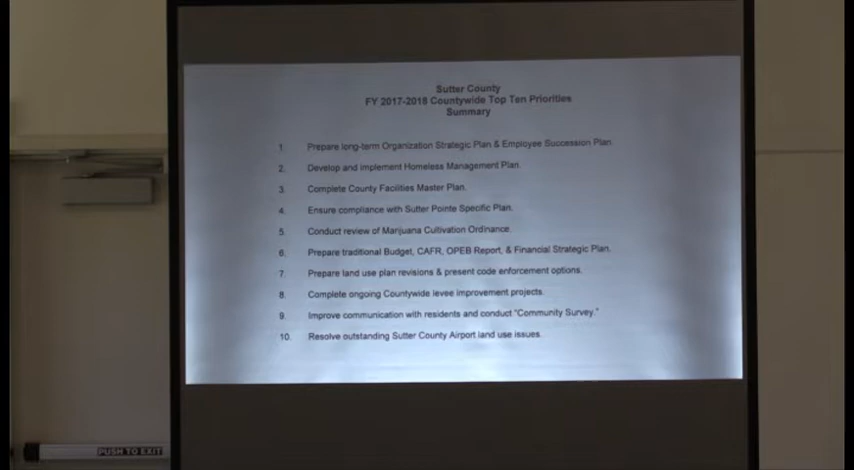 Sutter County
FY 2017-2018 Countywide Top Ten Priorities
Summary
1. Prepare long-term Organization Strategic Plan & Employee Succession Plan.
2. Develop and implement Homeless Management Plan.
3. Complete County Facilities Master Plan.
4. Ensure compliance with Sutter Pointe Specific Plan.
5. Conduct review of Marijuana Cultivation Ordinance.
6. Prepare traditional Budget, CAFR, OPEB Report, & Financial Strategic Plan.
7. Prepare land use plan revisions & present code enforcement options.
8. Complete ongoing Countywide levee improvement projects.
9. Improve communication with residents and conduct "Community Survey."
10. Resolve outstanding Sutter County Airport land use issues.
PUSH TO EXIT